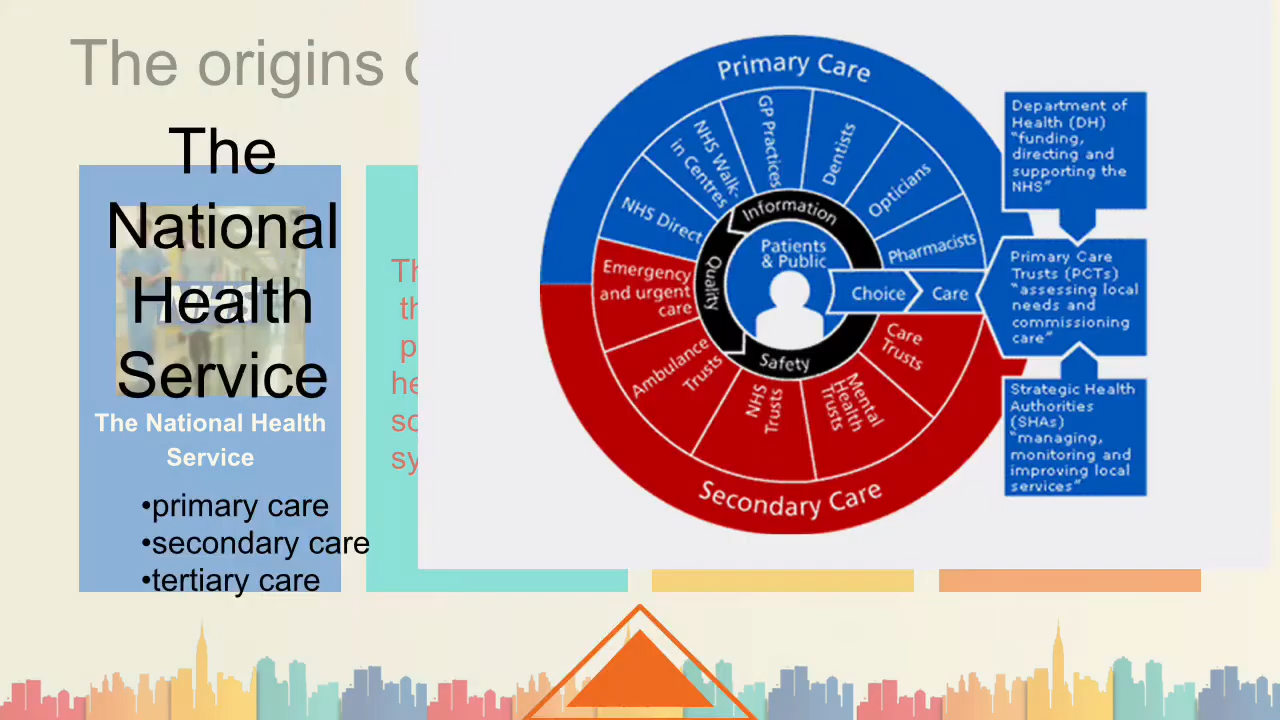 The origins
The
National
Health
Service
The National Health
Service
•primary care
•secondary care
•tertiary care
Primary Care
NHS Direct
NHS Walk-
in Centres
GP Practices
Dentists
Opticians
Pharmacists
Information
Quality
Safety
Patients
& Public
Choice
Care
Emergency
and urgent
care
Ambulance
Trusts
NHS
Trusts
Mental
Health
Trusts
Care
Trusts
Secondary Care
Department of
Health (DH)
"funding,
directing and
supporting the
NHS"
Primary Care
Trusts (PCTs)
"assessing local
needs and
commissioning
care"
Strategic Health
Authorities
(SHAs)
"managing,
monitoring and
improving local
services"